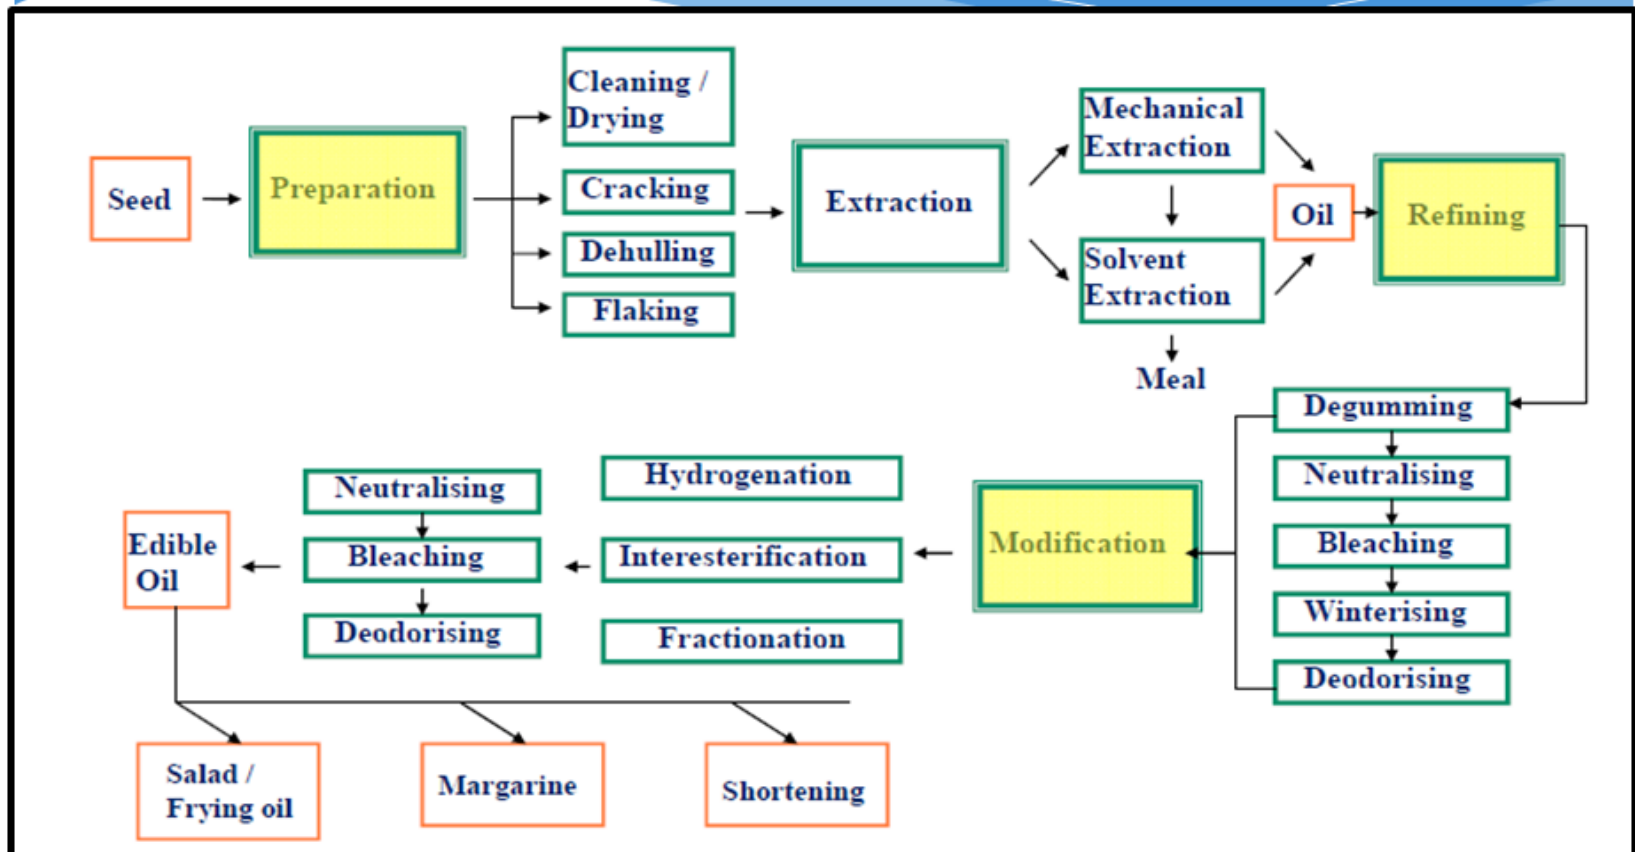 Seed
Preparation
Cleaning /
Drying
Cracking
Dehulling
Flaking
Extraction
Mechanical
Extraction
Solvent
Extraction
Meal
Oil
Refining
Degumming
Neutralising
Bleaching
Winterising
Deodorising
Modification
Hydrogenation
Interesterification
Fractionation
Neutralising
Bleaching
Deodorising
Edible
Oil
Salad /
Frying oil
Margarine
Shortening